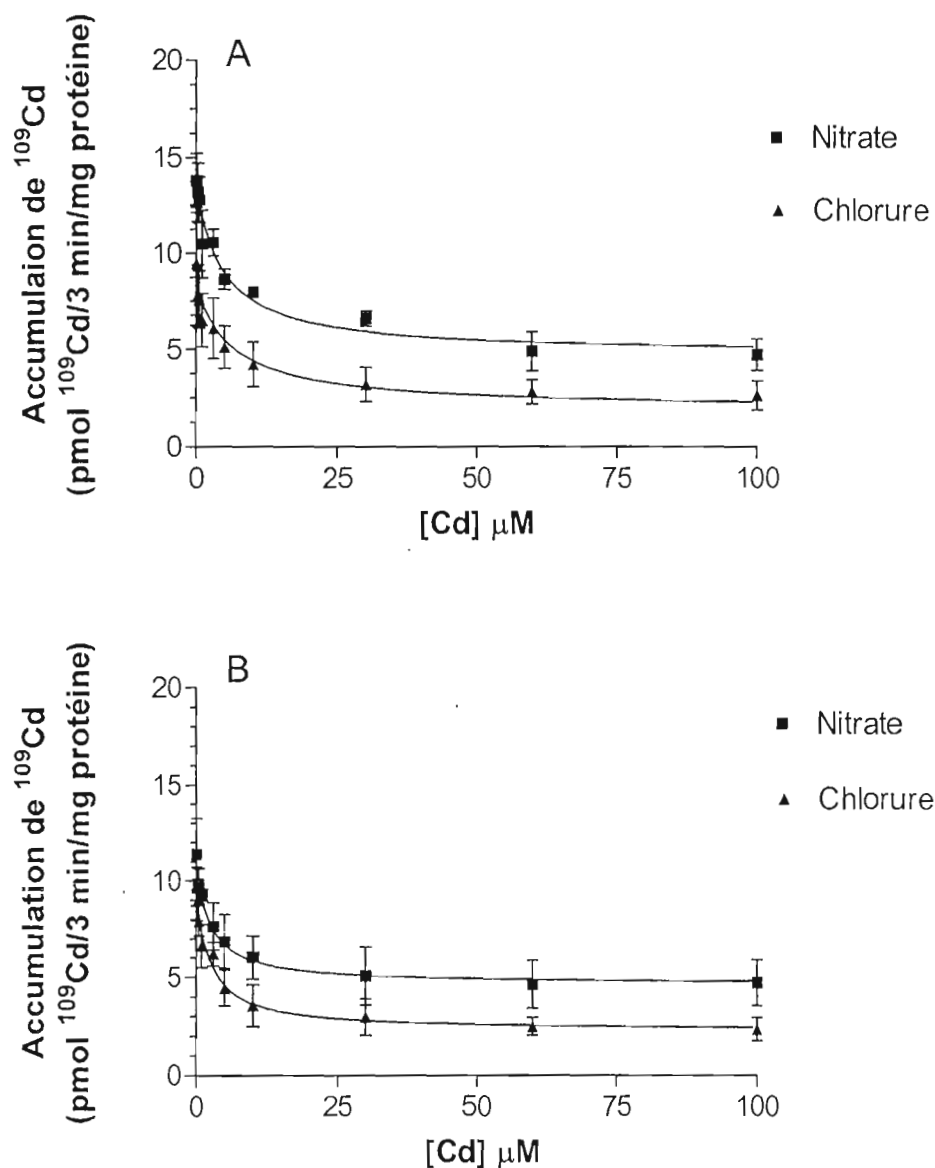 A
Accumulaion de ¹⁰⁹Cd
(pmol ¹⁰⁹Cd/3 min/mg protéine)
20
15
10
5
0
0 25 50 75 100
[Cd] µM
Nitrate
Chlorure
B
Accumulation de ¹⁰⁹Cd
(pmol ¹⁰⁹Cd/3 min/mg protéine)
20
15
10
5
0
0 25 50 75 100
[Cd] µM
Nitrate
Chlorure